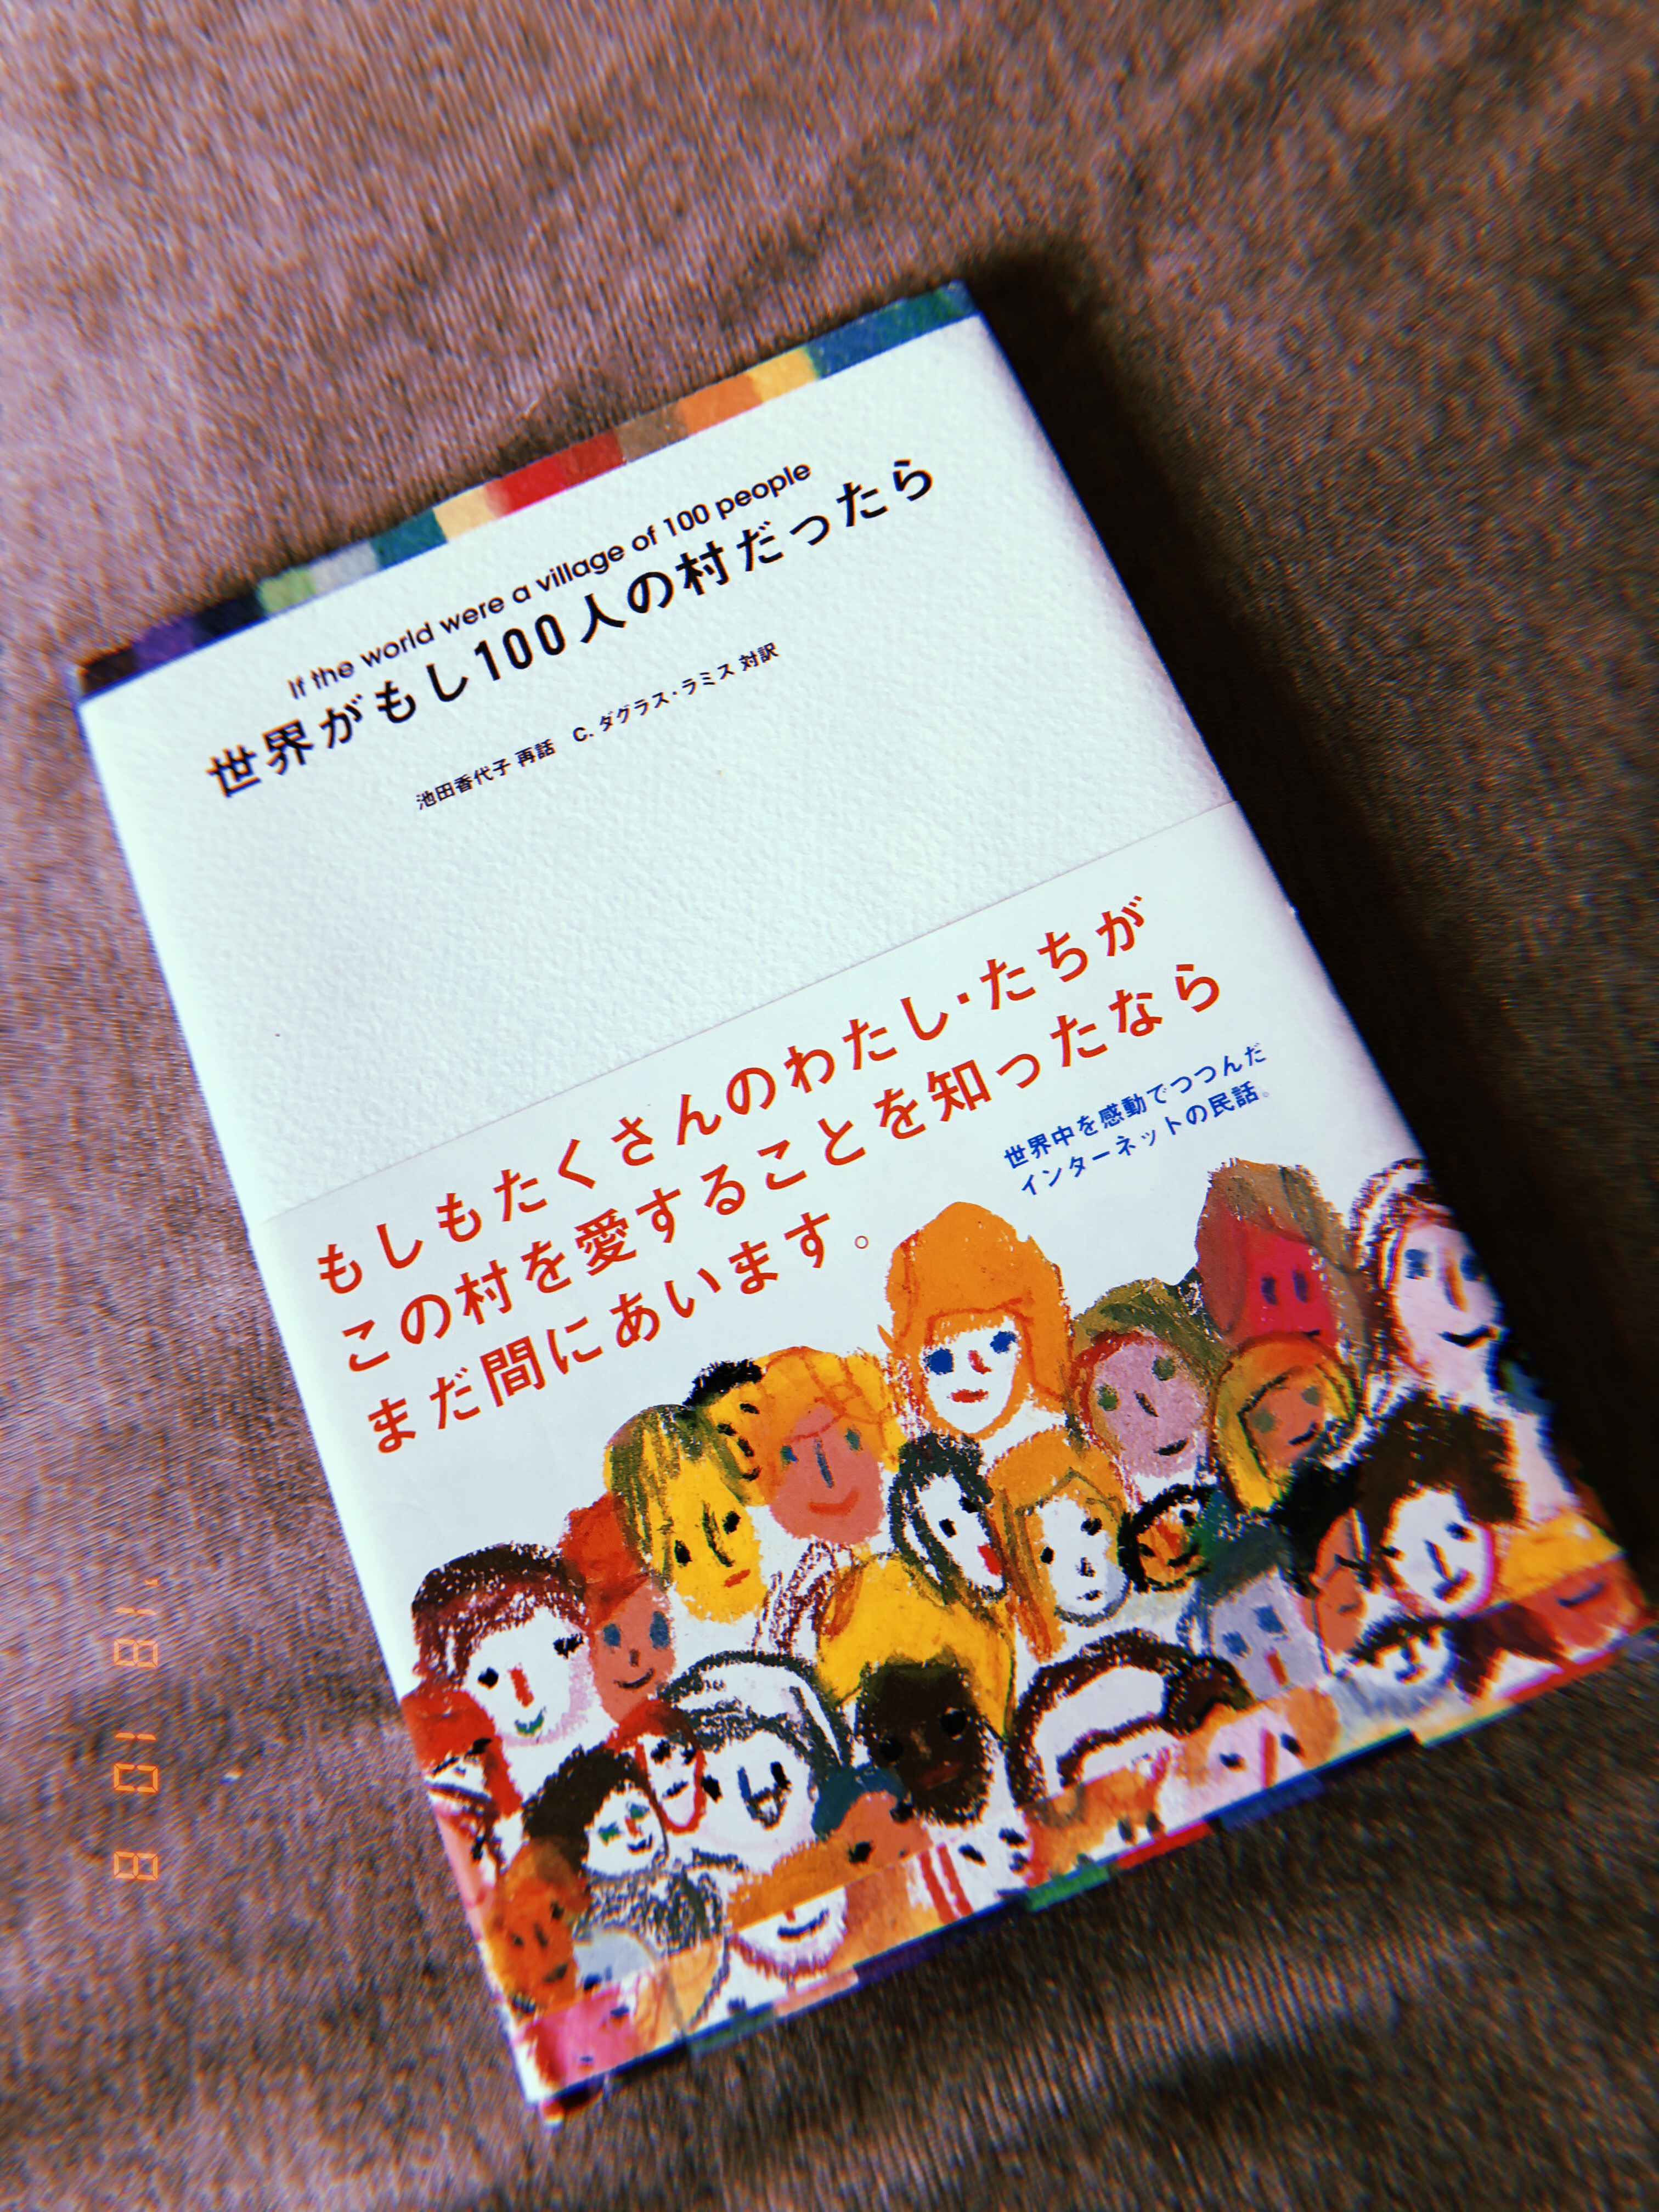 If the world were a village of 100 people
世界がもし100人の村だったら
池田香代子 再話　C. ダグラス・ラミス 対訳
もしもたくさんのわたし・たちが
この村を愛することを知ったなら
まだ間にあいます。
世界中を感動でつつんだ
インターネットの民話。
8 01 '18